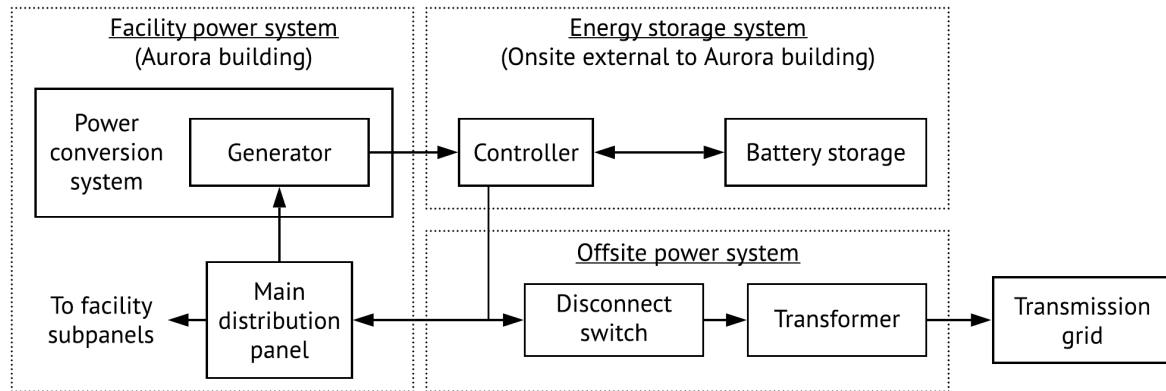 Facility power system
(Aurora building)
Power
conversion
system
Generator
Energy storage system
(Onsite external to Aurora building)
Controller
Battery storage
To facility
subpanels
Main
distribution
panel
Offsite power system
Disconnect
switch
Transformer
Transmission
grid